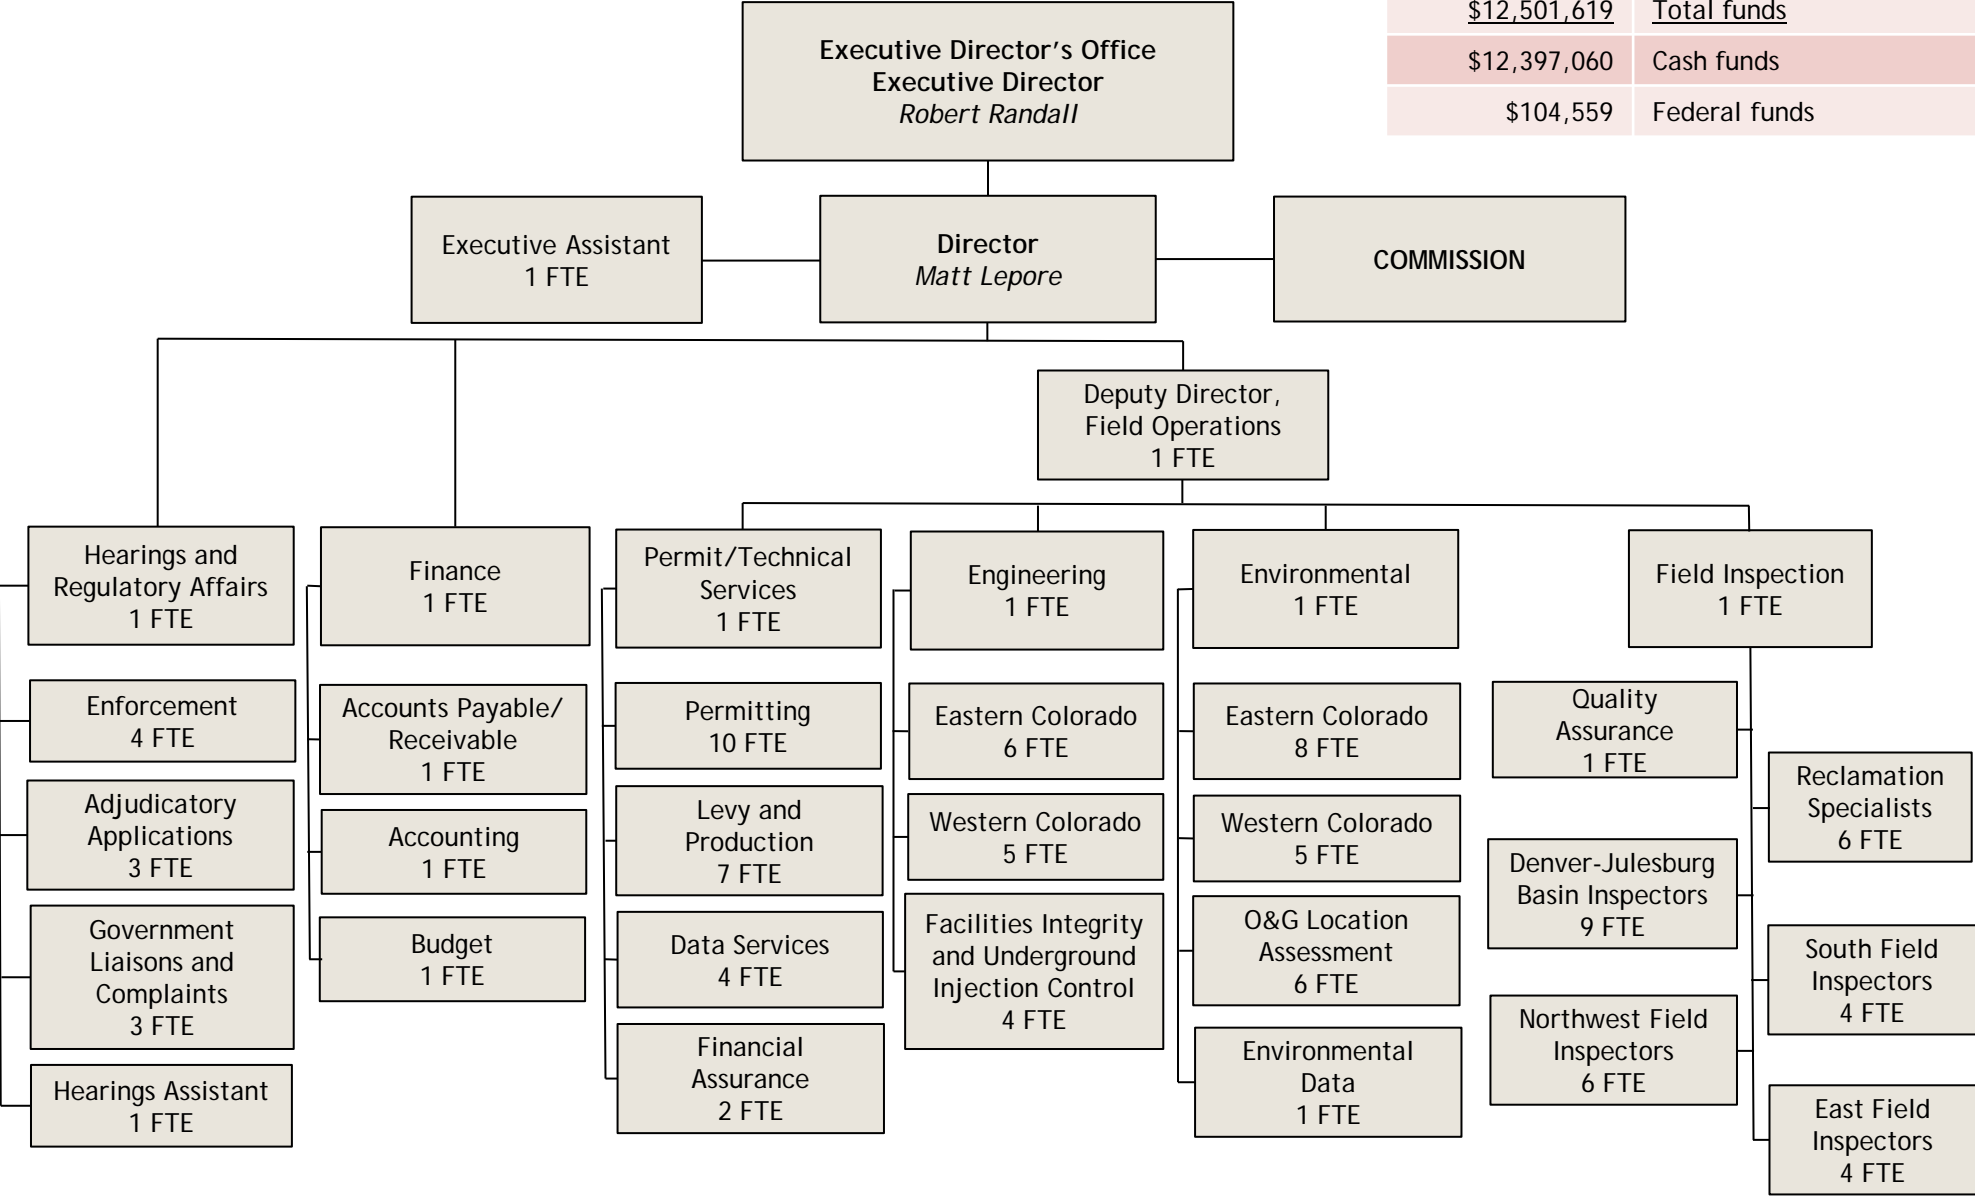 $12,501,619 Total funds
$12,397,060 Cash funds
$104,559 Federal funds
Executive Director’s Office
Executive Director
Robert Randall
Executive Assistant
1 FTE
Director
Matt Lepore
COMMISSION
Deputy Director,
Field Operations
1 FTE
Hearings and
Regulatory Affairs
1 FTE
Enforcement
4 FTE
Adjudicatory
Applications
3 FTE
Government
Liaisons and
Complaints
3 FTE
Hearings Assistant
1 FTE
Finance
1 FTE
Accounts Payable/
Receivable
1 FTE
Accounting
1 FTE
Budget
1 FTE
Permit/Technical
Services
1 FTE
Permitting
10 FTE
Levy and
Production
7 FTE
Data Services
4 FTE
Financial
Assurance
2 FTE
Engineering
1 FTE
Eastern Colorado
6 FTE
Western Colorado
5 FTE
Facilities Integrity
and Underground
Injection Control
4 FTE
Environmental
1 FTE
Eastern Colorado
8 FTE
Western Colorado
5 FTE
O&G Location
Assessment
6 FTE
Environmental
Data
1 FTE
Field Inspection
1 FTE
Quality
Assurance
1 FTE
Reclamation
Specialists
6 FTE
Denver-Julesburg
Basin Inspectors
9 FTE
South Field
Inspectors
4 FTE
Northwest Field
Inspectors
6 FTE
East Field
Inspectors
4 FTE